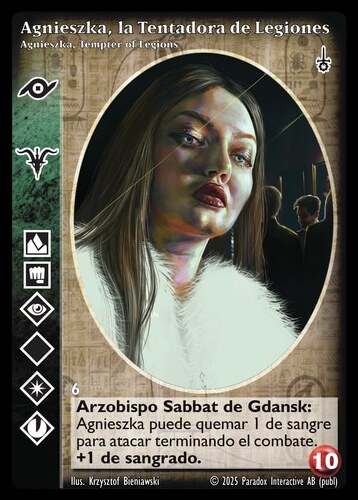 Agnieszka, la Tentadora de Legiones
Agnieszka, Tempter of Legions
6
Arzobispo Sabbat de Gdansk:
Agnieszka puede quemar 1 de sangre
para atacar terminando el combate.
+1 de sangrado.
10
Ilus. Krzysztof Bieniawski © 2025 Paradox Interactive AB (publ)